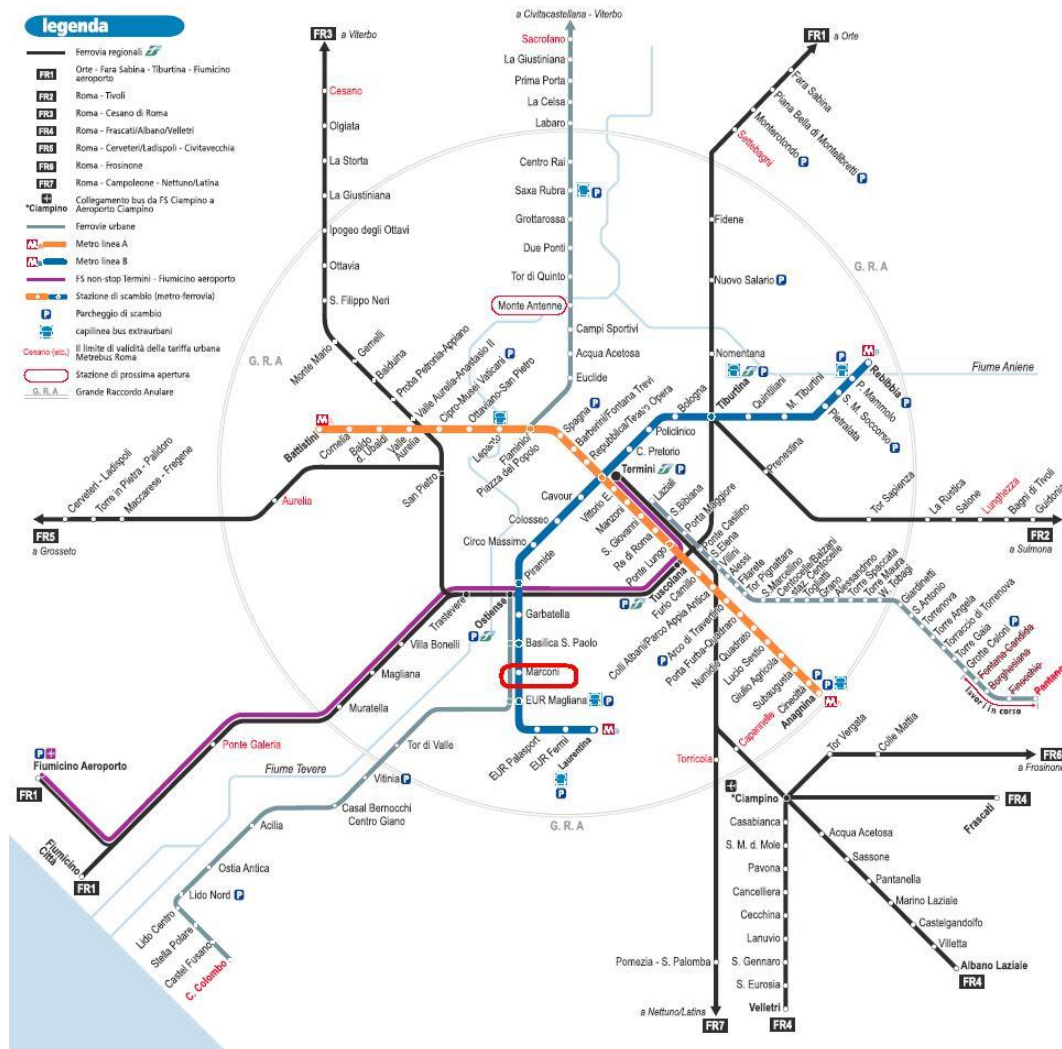 legenda
Ferrovia regionali
FR1 Orte - Fara Sabina - Tiburtina - Fiumicino
aeroporto
FR2 Roma - Tivoli
FR3 Roma - Cesano di Roma
FR4 Roma - Frascati/Albano/Velletri
FR5 Roma - Cerveteri/Ladispoli - Civitavecchia
FR6 Roma - Frosinone
FR7 Roma - Campoleone - Nettuno/Latina
*Ciampino Collegamento bus da FS Ciampino a
Aeroporto Ciampino
Ferrovie urbane
Metro linea A
Metro linea B
FS non-stop Termini - Fiumicino aeroporto
Stazione di scambio (metro-ferrovia)
P Parcheggio di scambio
capilinea bus extraurbani
Cesano (etc.) Il limite di validità della tariffa urbana
Metrebus Roma
Stazione di prossima apertura
G. R. A Grande Raccordo Anulare
FR3 a Viterbo
Cesano
Olgiata
La Storta
La Giustiniana
Ipogeo degli Ottavi
Ottavia
S. Filippo Neri
Monte Mario
Gemelli
Balduina
Proba Petronia-Appiano
Valle Aurelia-Anastasio II
Cipro-Musei Vaticani P
Ottaviano-San Pietro
a Civitacastellana - Viterbo
Sacrofano
La Giustiniana
Prima Porta
La Celsa
Labaro
Centro Rai
Saxa Rubra P
Grottarossa
Due Ponti
Tor di Quinto
Monte Antenne
Campi Sportivi
Acqua Acetosa
Euclide
FR1 a Orte
Fara Sabina
Piana Bella di Montelibretti P
Monterotondo P
Settebagni
Fidene
Nuovo Salario P
Nomentana
G. R. A
G. R. A
Fiume Aniene
Battistini
Cornelia
Baldo
d. Ubaldi
Valle
Aurelia
Lepanto
Flaminio/
Piazza del Popolo
Spagna P
Barberini/Fontana Trevi
Repubblica/Teatro Opera
Termini P
Vittorio E.
Manzoni
S. Giovanni
Re di Roma
Ponte Lungo
Furio Camillo
Colli Albani/Parco Appia Antica
P Arco di Travertino
Porta Furba-Quadraro
Numidio Quadrato
Lucio Sestio
Giulio Agricola
Subaugusta
Cinecittà P
Anagnina P
Rebibbia P
P. Mammolo
S. M. Soccorso P
Pietralata
M. Tiburtini
Quintiliani
Tiburtina P
Bologna
Policlinico
C. Pretorio
Cavour
Colosseo
Circo Massimo
Piramide
Garbatella
Basilica S. Paolo
Marconi
EUR Magliana P
EUR Palasport
EUR Fermi
Laurentina
P
San Pietro
Aurelia
Maccarese - Fregene
Torre in Pietra - Palidoro
Cerveteri - Ladispoli
FR5
a Grosseto
Prenestina
Tor Sapienza
La Rustica
Salone
Lunghezza
Bagni di Tivoli
Guidonia
FR2
a Sulmona
Laziali
S.Bibiana
Porta Maggiore
Ponte Casilino
S.Elena
Villini
Alessi
Filarete
Tor Pignattara
S.Marcellino
Centocelle/Balzani
staz. Centocelle
Togliatti
Grano
Alessandrino
Torre Spaccata
Torre Maura
W. Tobagi
Giardinetti
S.Antonio
Torrenova
Torre Angela
Torraccio di Torrenova
Torre Gaia
Grotte Celoni P
Fontana Candida
Borghesiana
Finocchio
Pantano
lavori in corso
Tuscolana
P
Ostiense
P
Trastevere
Villa Bonelli
Magliana
Muratella
Ponte Galeria
P
Fiumicino Aeroporto
FR1
Fiumicino
Città
FR1
Fiume Tevere
Tor di Valle
Vitinia P
Casal Bernocchi
Centro Giano
Acilia
Ostia Antica
Lido Nord P
Lido Centro
Stella Polare
Castel Fusano
C. Colombo
G. R. A
Torricola
Pomezia - S. Palomba
a Nettuno/Latina
FR7
Capannelle
*Ciampino
Tor Vergata
Colle Mattia
FR6
a Frosinone
Frascati
FR4
Casabianca
S. M. d. Mole
Pavona
Cancelliera
Cecchina
Lanuvio
S. Gennaro
S. Eurosia
Velletri
FR4
Acqua Acetosa
Sassone
Pantanella
Marino Laziale
Castelgandolfo
Villetta
Albano Laziale
FR4